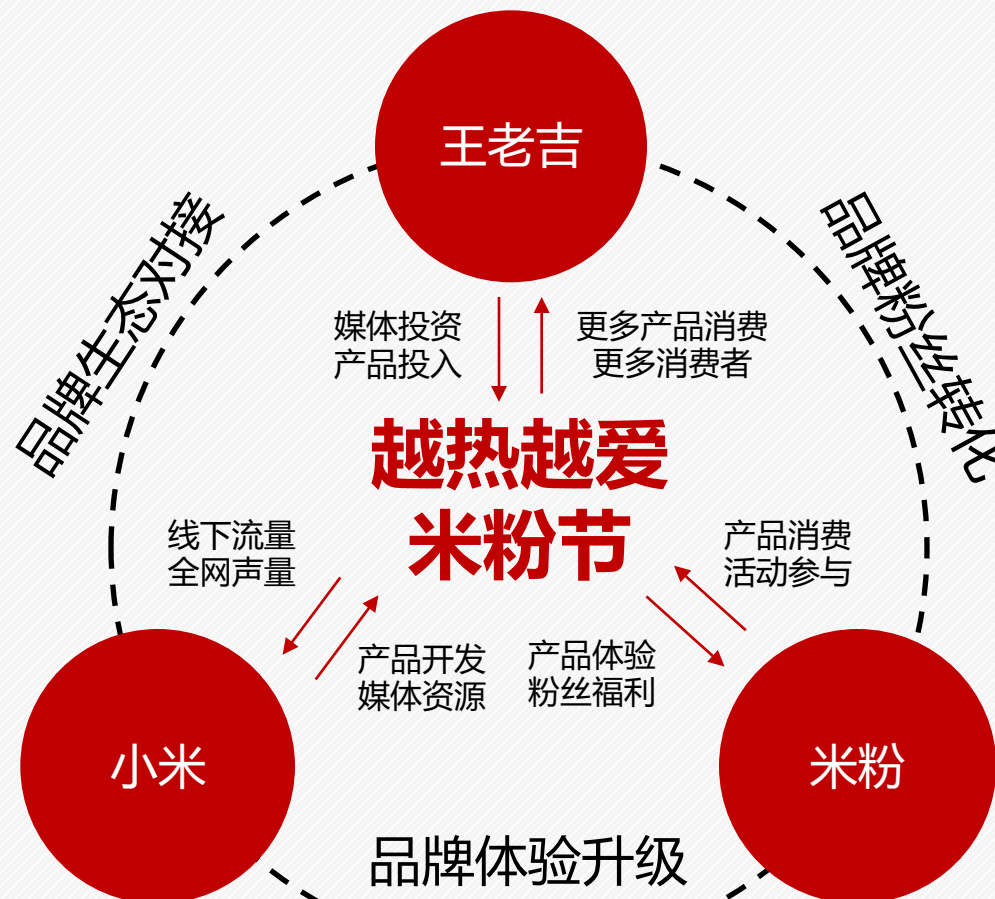 王老吉
品牌生态对接
品牌粉丝转化
媒体投资
产品投入
更多产品消费
更多消费者
越热越爱
米粉节
线下流量
全网声量
产品消费
活动参与
产品开发
媒体资源
产品体验
粉丝福利
小米
米粉
品牌体验升级